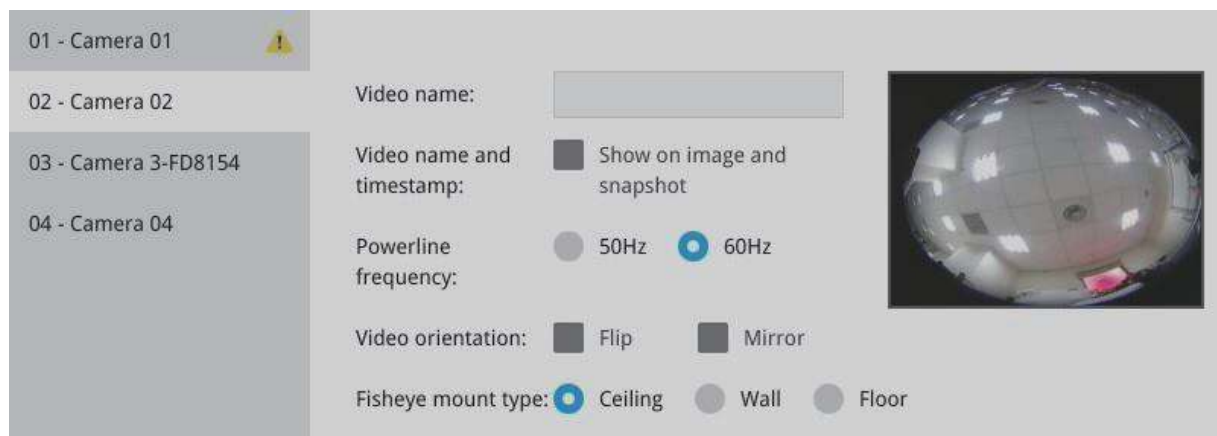 01 - Camera 01
02 - Camera 02
03 - Camera 3-FD8154
04 - Camera 04
Video name:
Video name and
timestamp:
Show on image and
snapshot
Powerline
frequency:
50Hz 60Hz
Video orientation: Flip Mirror
Fisheye mount type: Ceiling Wall Floor